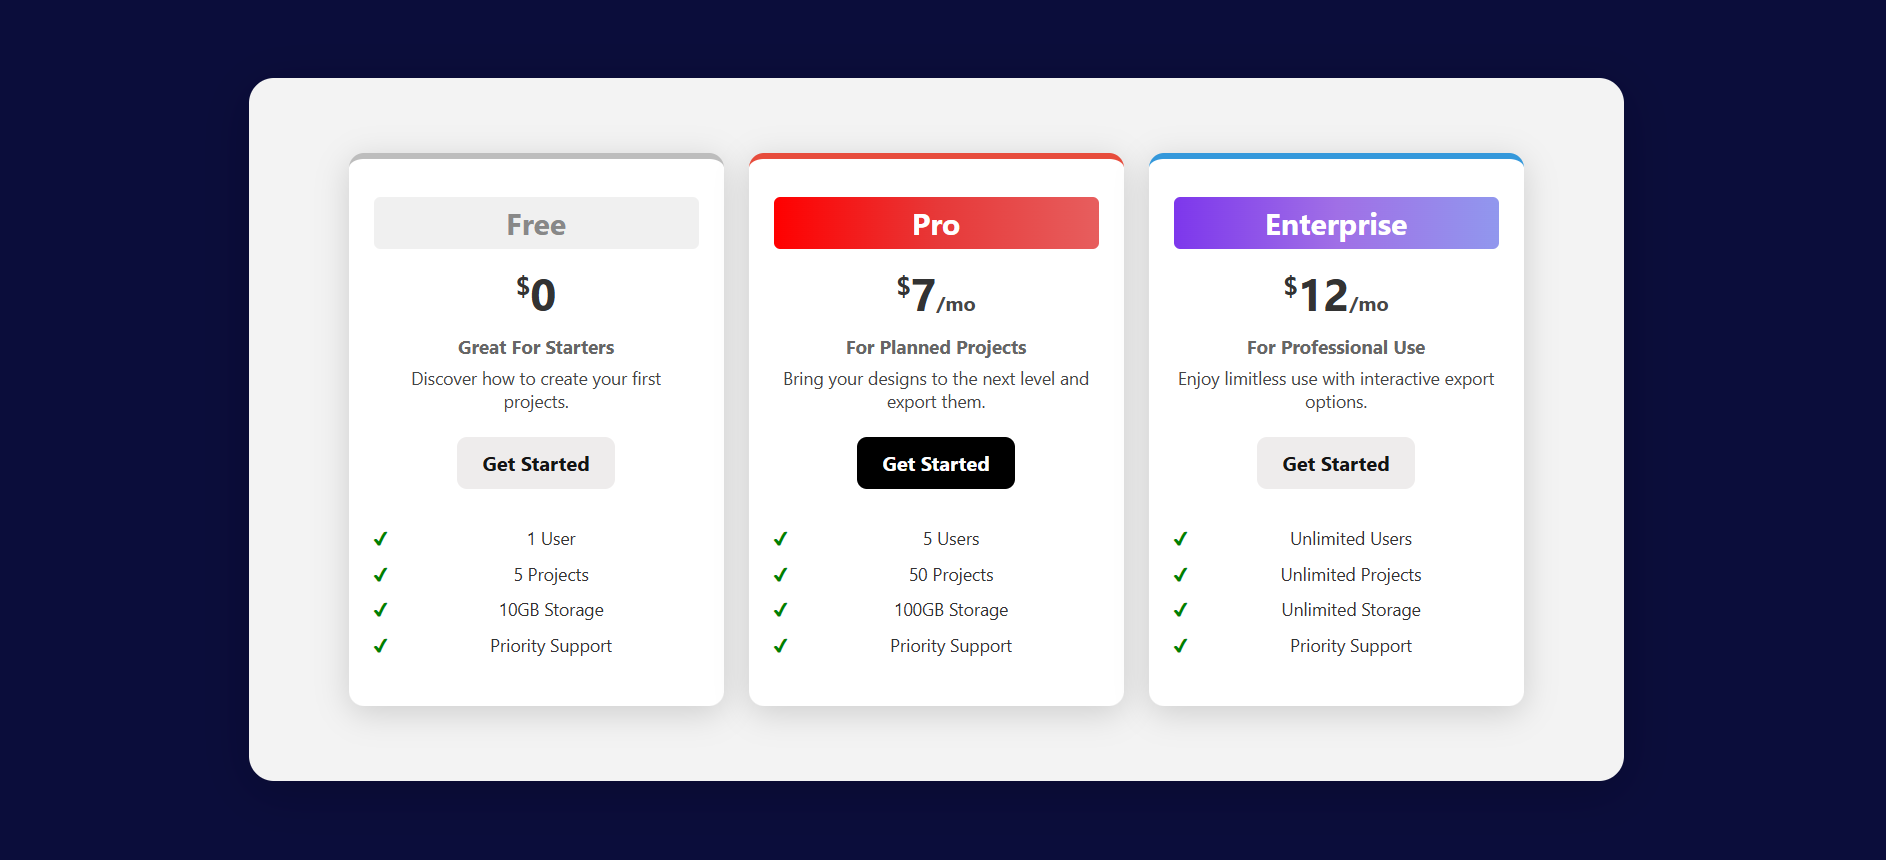 Free
$0
Great For Starters
Discover how to create your first
projects.
Get Started
✔ 1 User
✔ 5 Projects
✔ 10GB Storage
✔ Priority Support
Pro
$7/mo
For Planned Projects
Bring your designs to the next level and
export them.
Get Started
✔ 5 Users
✔ 50 Projects
✔ 100GB Storage
✔ Priority Support
Enterprise
$12/mo
For Professional Use
Enjoy limitless use with interactive export
options.
Get Started
✔ Unlimited Users
✔ Unlimited Projects
✔ Unlimited Storage
✔ Priority Support